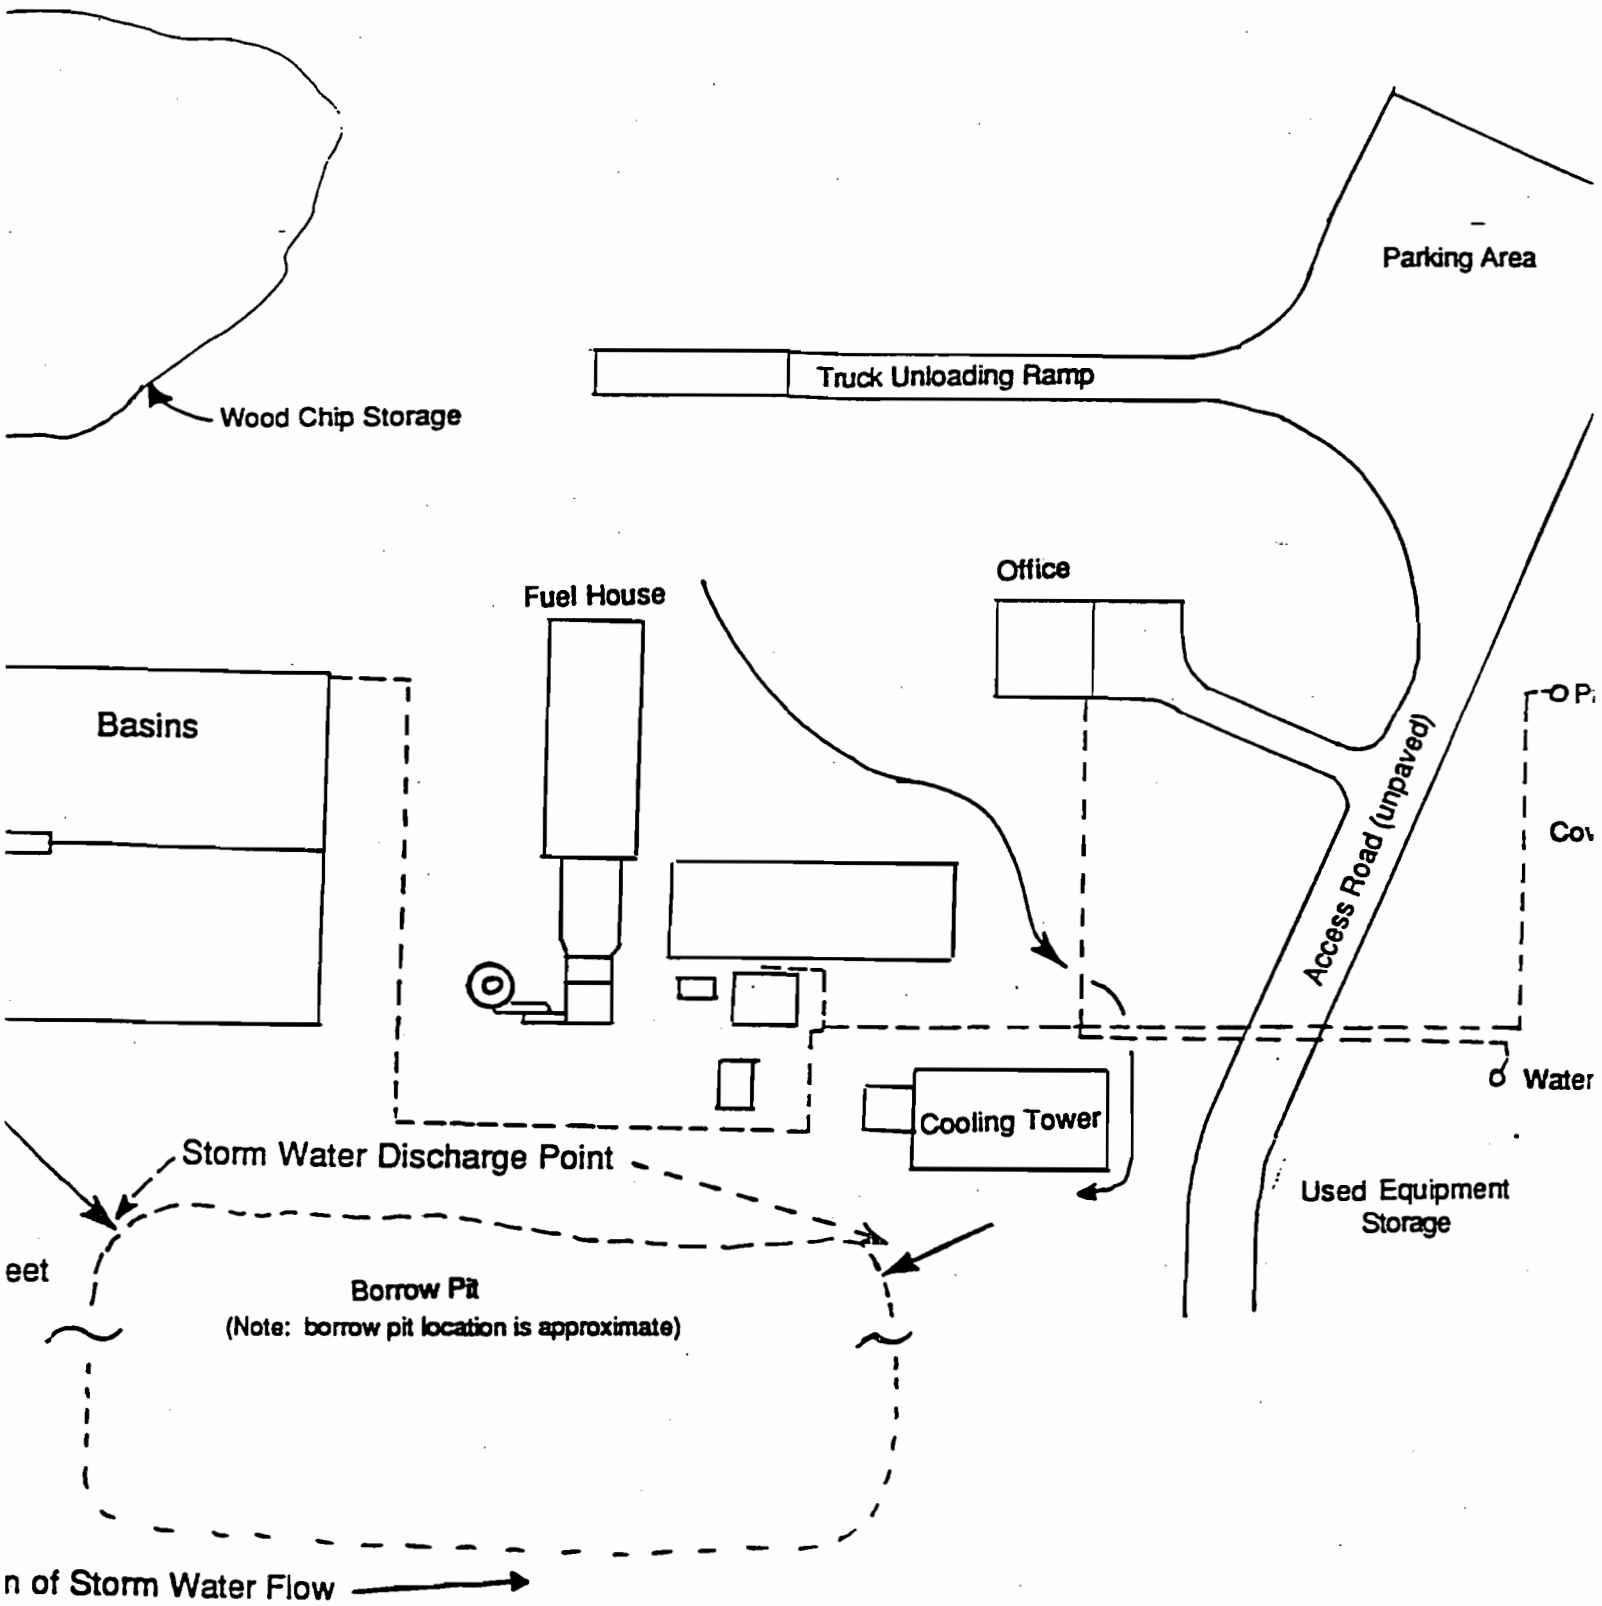 Parking Area
Truck Unloading Ramp
Wood Chip Storage
Office
Fuel House
Basins
Access Road (unpaved)
Water
Cooling Tower
Storm Water Discharge Point
Used Equipment
Storage
eet
Borrow Pit
(Note: borrow pit location is approximate)
n of Storm Water Flow